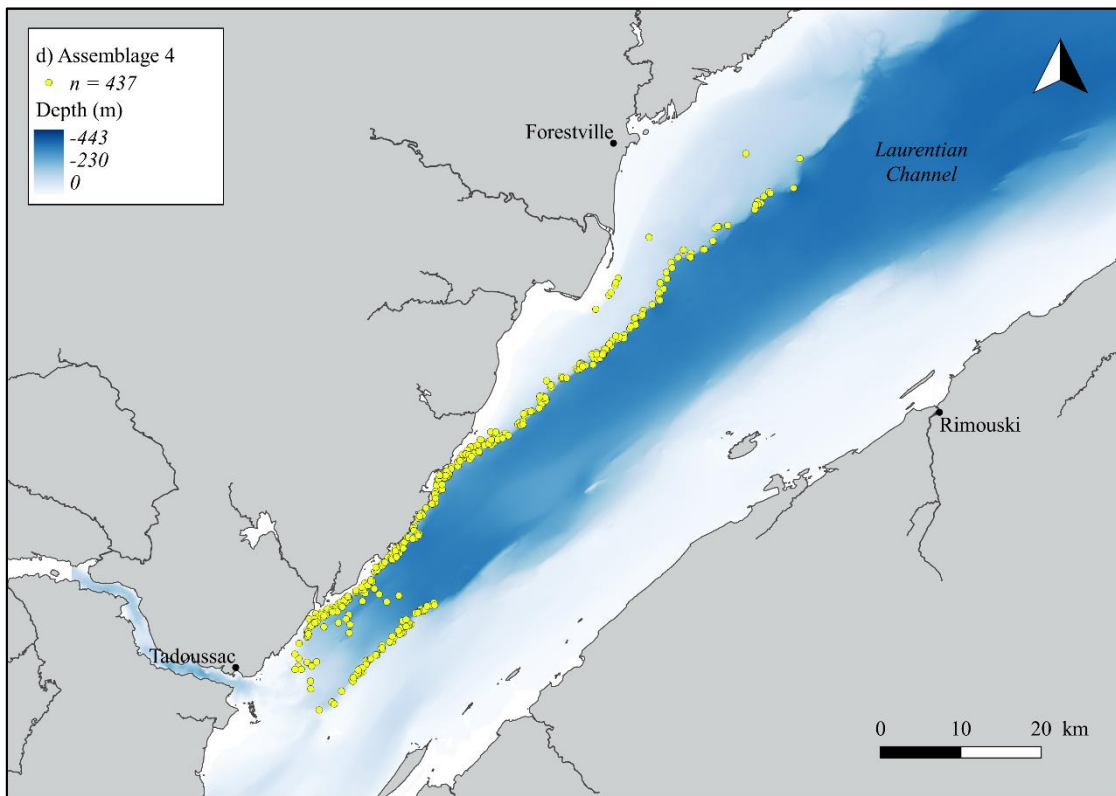 d) Assemblage 4
n = 437
Depth (m)
-443
-230
0
Forestville
Laurentian
Channel
Rimouski
Tadoussac
0 10 20 km